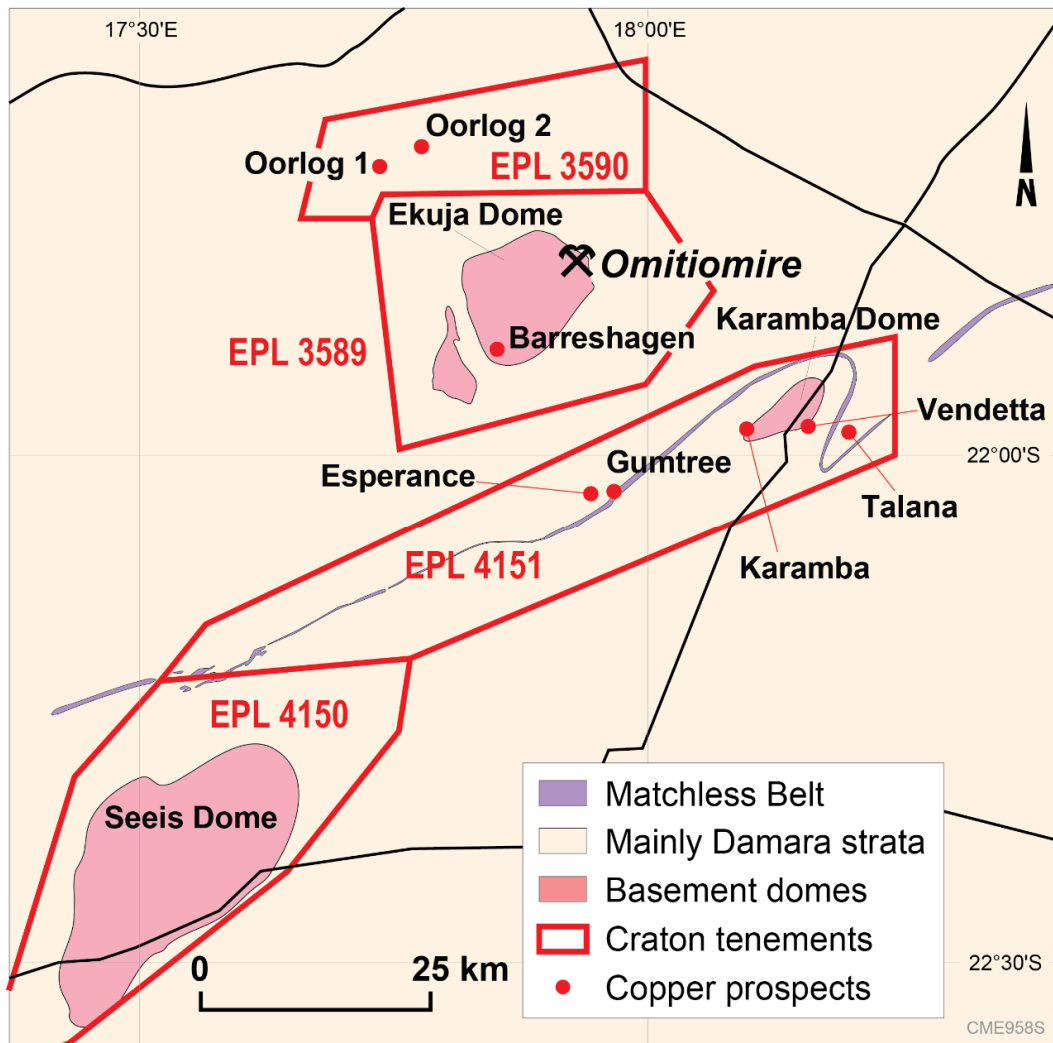 17°30'E
18°00'E
Oorlog 2
Oorlog 1
EPL 3590
Ekuja Dome
Omitiomire
Karamba Dome
Barreshagen
EPL 3589
Vendetta
22°00'S
Gumtree
Esperance
Talana
Karamba
EPL 4151
EPL 4150
Seeis Dome
N
Matchless Belt
Mainly Damara strata
Basement domes
Craton tenements
Copper prospects
0 25 km
22°30'S
CME958S